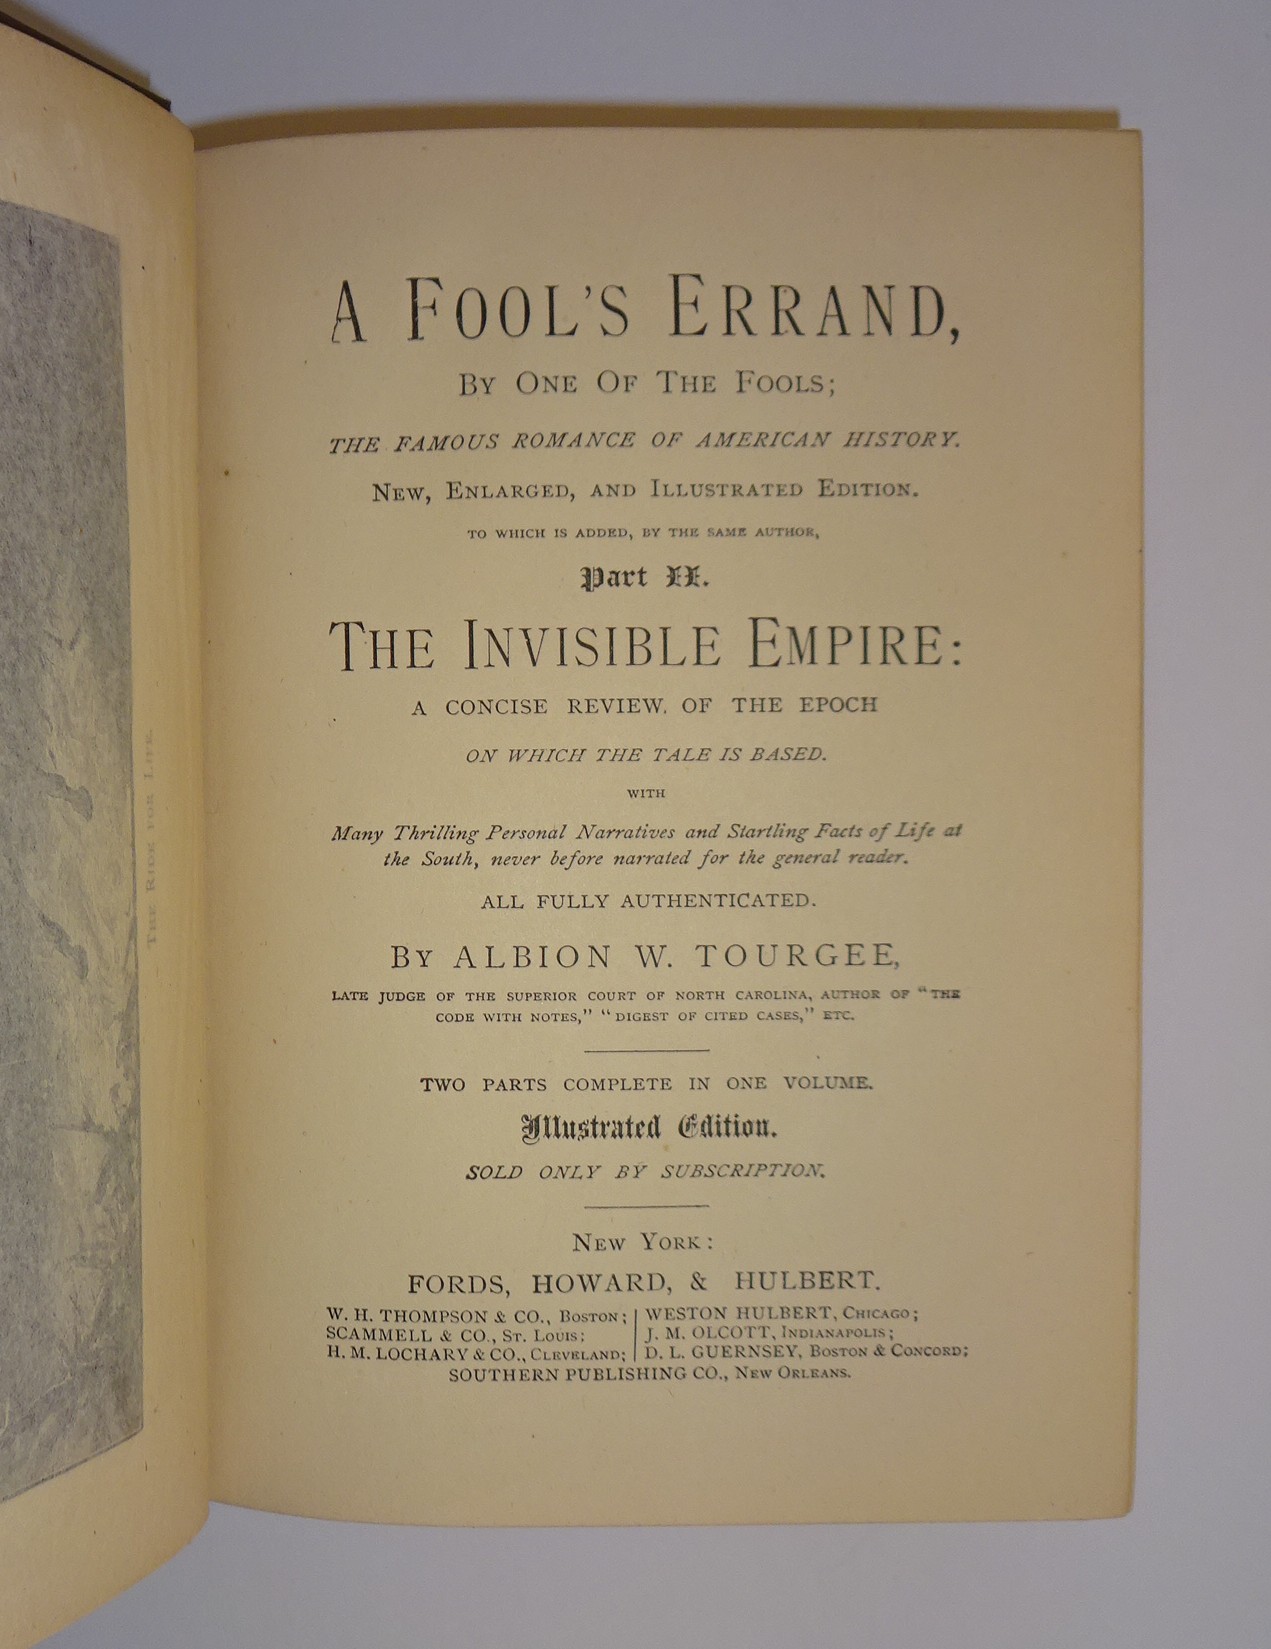 THE RIDE FOR LIFE.
A FOOL'S ERRAND,
BY ONE OF THE FOOLS;
THE FAMOUS ROMANCE OF AMERICAN HISTORY.
NEW, ENLARGED, AND ILLUSTRATED EDITION.
TO WHICH IS ADDED, BY THE SAME AUTHOR,
Part II.
THE INVISIBLE EMPIRE:
A CONCISE REVIEW OF THE EPOCH
ON WHICH THE TALE IS BASED.
WITH
Many Thrilling Personal Narratives and Startling Facts of Life at
the South, never before narrated for the general reader.
ALL FULLY AUTHENTICATED.
BY ALBION W. TOURGEE,
LATE JUDGE OF THE SUPERIOR COURT OF NORTH CAROLINA, AUTHOR OF "THE
CODE WITH NOTES," "DIGEST OF CITED CASES," ETC.
TWO PARTS COMPLETE IN ONE VOLUME.
Illustrated Edition.
SOLD ONLY BY SUBSCRIPTION.
NEW YORK:
FORDS, HOWARD, & HULBERT.
W. H. THOMPSON & CO., BOSTON; | WESTON HULBERT, CHICAGO;
SCAMMELL & CO., ST. LOUIS; | J. M. OLCOTT, INDIANAPOLIS;
H. M. LOCHARY & CO., CLEVELAND; | D. L. GUERNSEY, BOSTON & CONCORD;
SOUTHERN PUBLISHING CO., NEW ORLEANS.